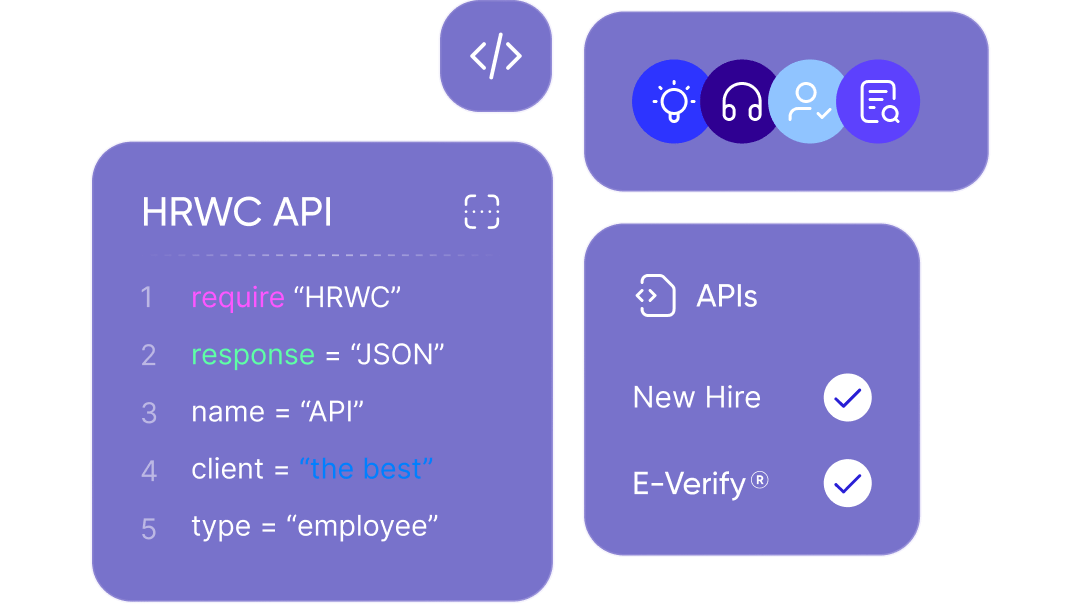 HRWC API
1 require “HRWC”
2 response = “JSON”
3 name = “API”
4 client = “the best”
5 type = “employee”
APIs
New Hire
E-Verify®